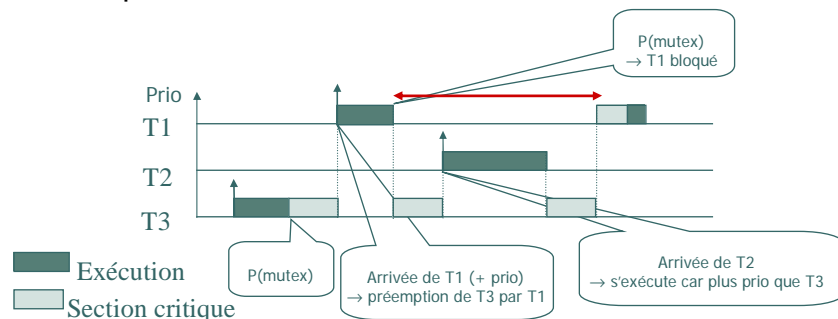 P(mutex)
→ T1 bloqué
Prio
T1
T2
T3
P(mutex)
Arrivée de T1 (+ prio)
→ préemption de T3 par T1
Arrivée de T2
→ s'exécute car plus prio que T3
Exécution
Section critique